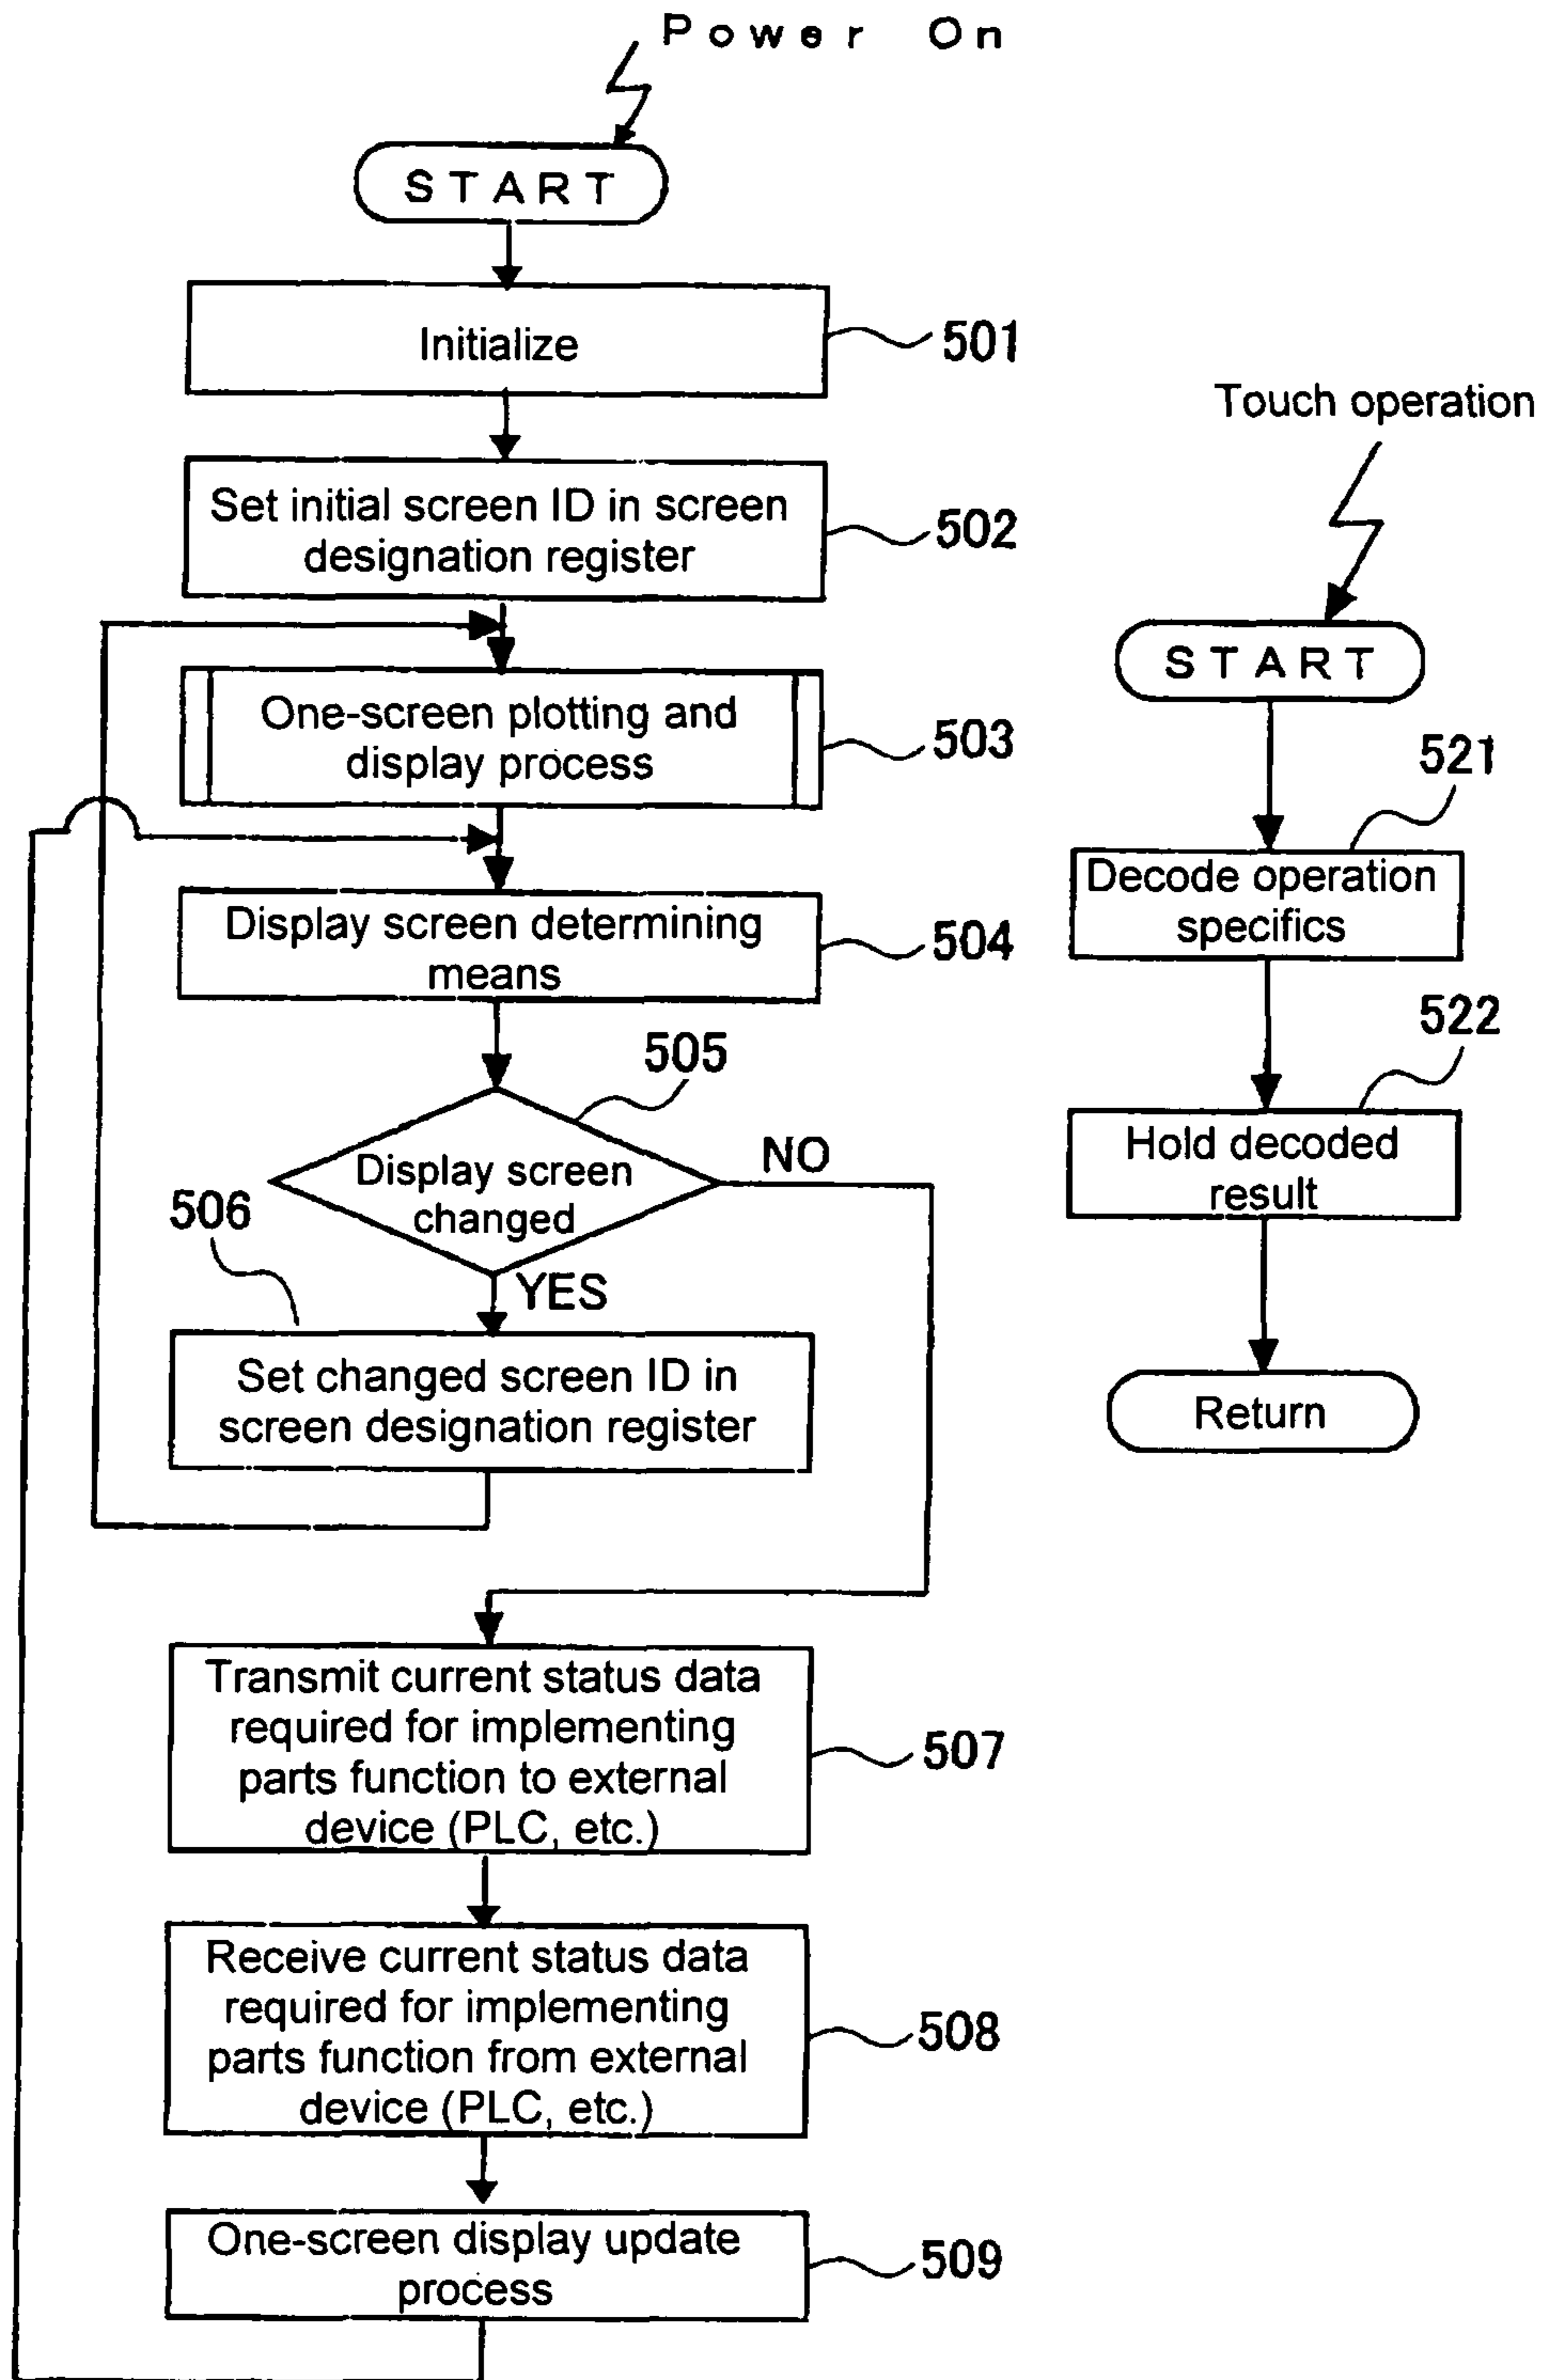 Power On
START
Initialize
501
Set initial screen ID in screen
designation register
502
One-screen plotting and
display process
503
Display screen determining
means
504
505
Display screen
changed
NO
YES
506
Set changed screen ID in
screen designation register
Transmit current status data
required for implementing
parts function to external
device (PLC, etc.)
507
Receive current status data
required for implementing
parts function from external
device (PLC, etc.)
508
One-screen display update
process
509
Touch operation
START
521
Decode operation
specifics
522
Hold decoded
result
Return